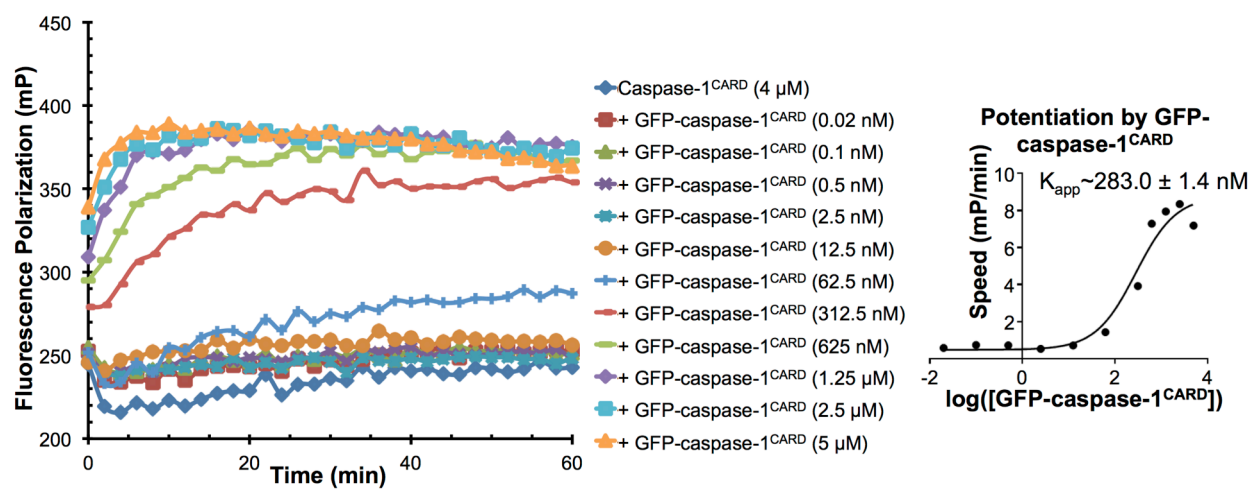 Fluorescence Polarization (mP)
450
400
350
300
250
200
0
20
40
60
Time (min)
Caspase-1CARD (4 µM)
+ GFP-caspase-1CARD (0.02 nM)
+ GFP-caspase-1CARD (0.1 nM)
+ GFP-caspase-1CARD (0.5 nM)
+ GFP-caspase-1CARD (2.5 nM)
+ GFP-caspase-1CARD (12.5 nM)
+ GFP-caspase-1CARD (62.5 nM)
+ GFP-caspase-1CARD (312.5 nM)
+ GFP-caspase-1CARD (625 nM)
+ GFP-caspase-1CARD (1.25 µM)
+ GFP-caspase-1CARD (2.5 µM)
+ GFP-caspase-1CARD (5 µM)
Potentiation by GFP-
caspase-1CARD
Kapp~283.0 ± 1.4 nM
Speed (mP/min)
10
8
6
4
2
-2
0
2
4
log([GFP-caspase-1CARD])